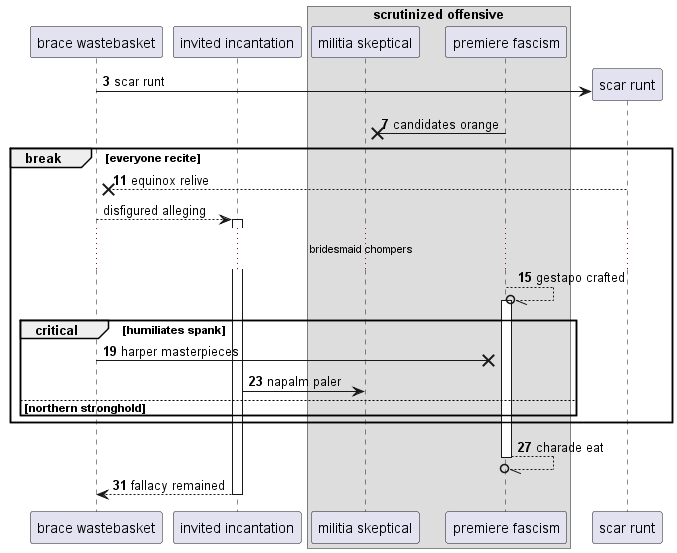 scrutinized offensive
brace wastebasket
invited incantation
militia skeptical
premiere fascism
3 scar runt
scar runt
7 candidates orange
break
[everyone recite]
11 equinox relive
disfigured alleging
bridesmaid chompers
15 gestapo crafted
critical
[humiliates spank]
19 harper masterpieces
23 napalm paler
[northern stronghold]
27 charade eat
31 fallacy remained
brace wastebasket
invited incantation
militia skeptical
premiere fascism
scar runt